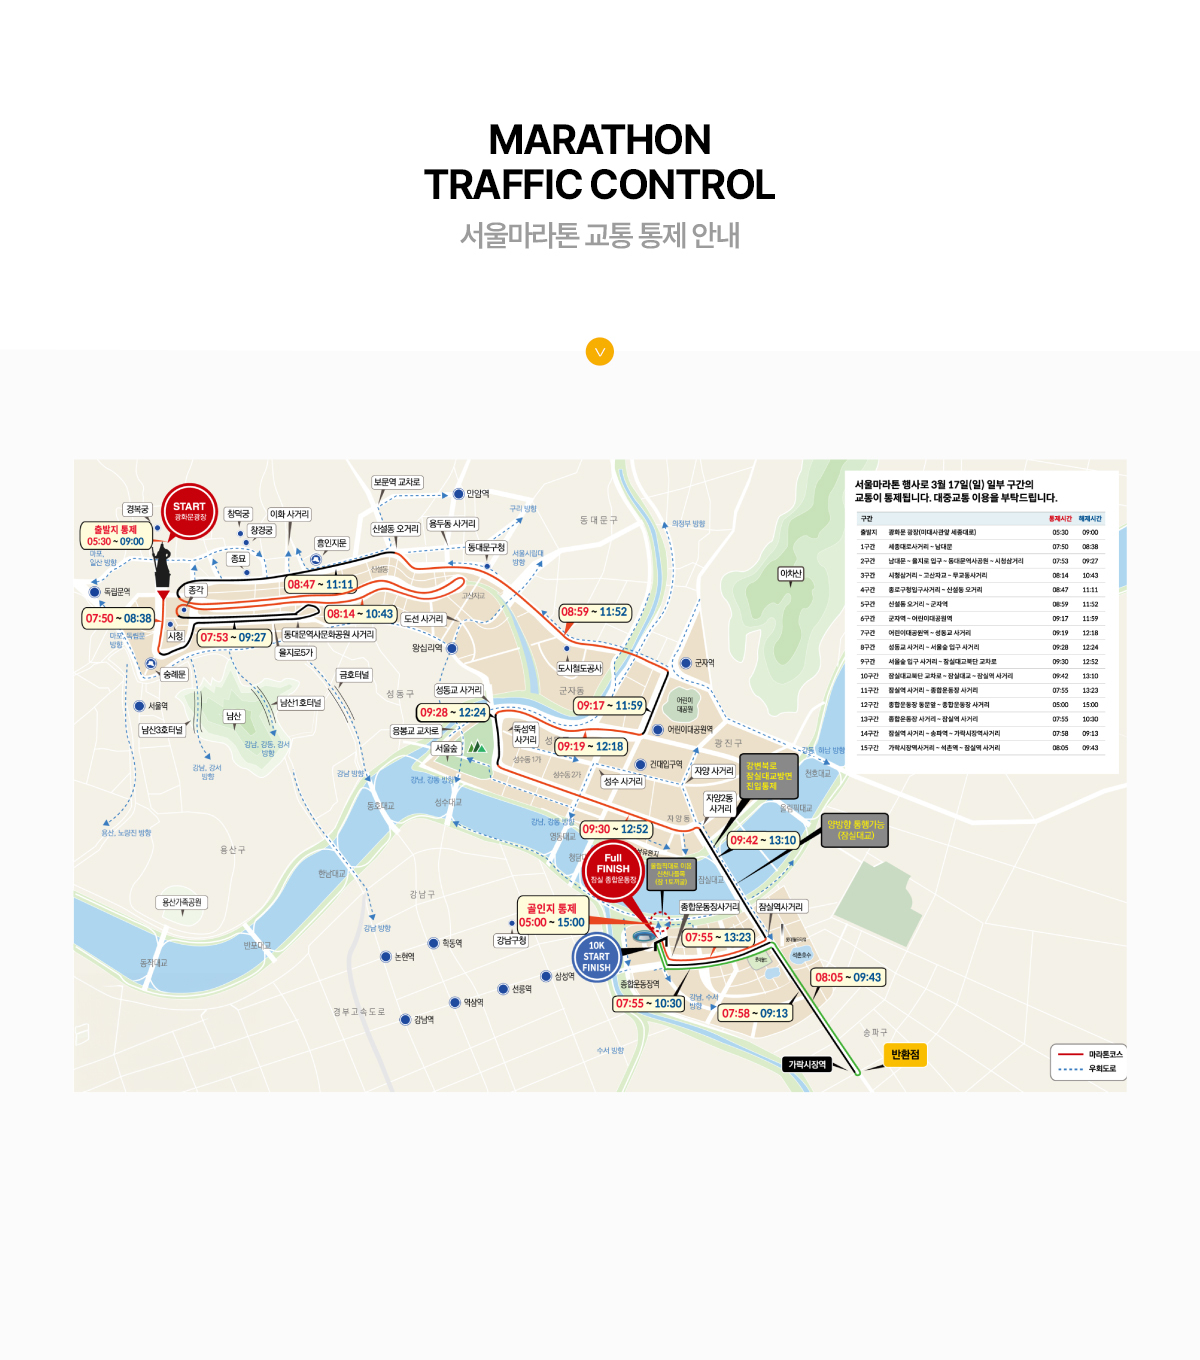 MARATHON
TRAFFIC CONTROL
서울마라톤 교통 통제 안내
서울마라톤 행사로 3월 17일(일) 일부 구간의
교통이 통제됩니다. 대중교통 이용을 부탁드립니다.
구간 통제시간 해제시간
출발지 광화문 광장(미대사관앞 세종대로) 05:30 09:00
1구간 세종대로사거리 ~ 남대문 07:50 08:38
2구간 남대문 ~ 을지로 입구 ~ 동대문역사공원 ~ 시청삼거리 07:53 09:27
3구간 시청삼거리 ~ 고산자교 ~ 무교동사거리 08:14 10:43
4구간 종로구청입구사거리 ~ 신설동 오거리 08:47 11:11
5구간 신설동 오거리 ~ 군자역 08:59 11:52
6구간 군자역 ~ 어린이대공원역 09:17 11:59
7구간 어린이대공원역 ~ 성동교 사거리 09:19 12:18
8구간 성동교 사거리 ~ 서울숲 입구 사거리 09:28 12:24
9구간 서울숲 입구 사거리 ~ 잠실대교북단 교차로 09:30 12:52
10구간 잠실대교북단 교차로 ~ 잠실대교 ~ 잠실역 사거리 09:42 13:10
11구간 잠실역 사거리 ~ 종합운동장 사거리 07:55 13:23
12구간 종합운동장 동문앞 ~ 종합운동장 사거리 05:00 15:00
13구간 종합운동장 사거리 ~ 잠실역 사거리 07:55 10:30
14구간 잠실역 사거리 ~ 송파역 ~ 가락시장역사거리 07:58 09:13
15구간 가락시장역사거리 ~ 석촌역 ~ 잠실역 사거리 08:05 09:43
보문역 교차로
안암역
경복궁
START
광화문광장
창덕궁
이화 사거리
창경궁
신설동 오거리
용두동 사거리
구리 방향
동대문구
의정부 방향
출발지 통제
05:30 ~ 09:00
마포,
일산 방향
종묘
흥인지문
동대문구청
서울시립대
방향
신설동
아차산
독립문역
종각
08:47 ~ 11:11
고산자교
07:50 ~ 08:38
08:14 ~ 10:43
도선 사거리
08:59 ~ 11:52
마포, 독립문
방향
시청
07:53 ~ 09:27
동대문역사문화공원 사거리
을지로5가
왕십리역
도시철도공사
군자역
숭례문
금호터널
성동구
성동교 사거리
군자동
서울역
남산
남산1호터널
09:28 ~ 12:24
09:17 ~ 11:59
어린이
대공원
남산3호터널
응봉교 교차로
뚝섬역
사거리
어린이대공원역
강남, 강동, 강서
방향
서울숲
성수동 1가
09:19 ~ 12:18
광진구
강동, 하남 방향
강남, 강서
방향
강남 방향
강남, 강동 방향
성수동 2가
건대입구역
성수 사거리
자양 사거리
강변북로
잠실대교방면
진입통제
천호대교
동호대교
성수대교
자양2동
사거리
올림픽대교
용산, 노량진 방향
강남, 강동 방향
영동대교
09:30 ~ 12:52
자양동
09:42 ~ 13:10
양방향 통행가능
(잠실대교)
용산구
Full
FINISH
잠실 종합운동장
잠실대교
한남대교
강남구
용산가족공원
골인지 통제
05:00 ~ 15:00
종합운동장사거리
잠실역사거리
강남 방향
강남구청
07:55 ~ 13:23
동작대교
반포대교
학동역
논현역
10K
START
FINISH
석촌호수
삼성역
종합운동장역
08:05 ~ 09:43
선릉역
역삼역
07:55 ~ 10:30
강남, 수서
방향
07:58 ~ 09:13
경부고속도로
강남역
송파구
수서 방향
가락시장역
반환점
마라톤코스
우회도로